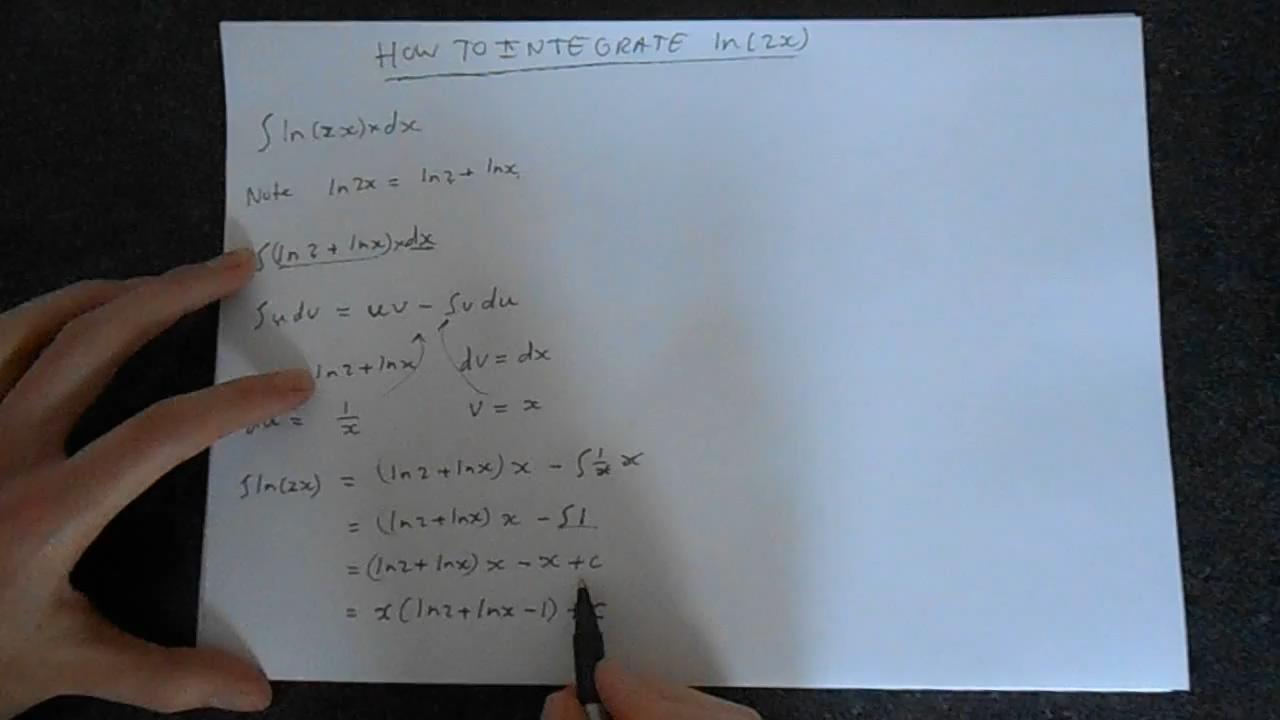 HOW TO INTEGRATE ln(2x)
∫ ln(2x)×dx
Note ln2x = ln2 + lnx
∫(ln2 + lnx)×dx
∫udv = uv - ∫vdu
ln2+lnx dv = dx
= 1/x v = x
∫ln(2x) = (ln2+lnx)x - ∫1/x x
= (ln2+lnx)x - ∫1
= (ln2+lnx)x - x + c
= x(ln2+lnx-1) + c